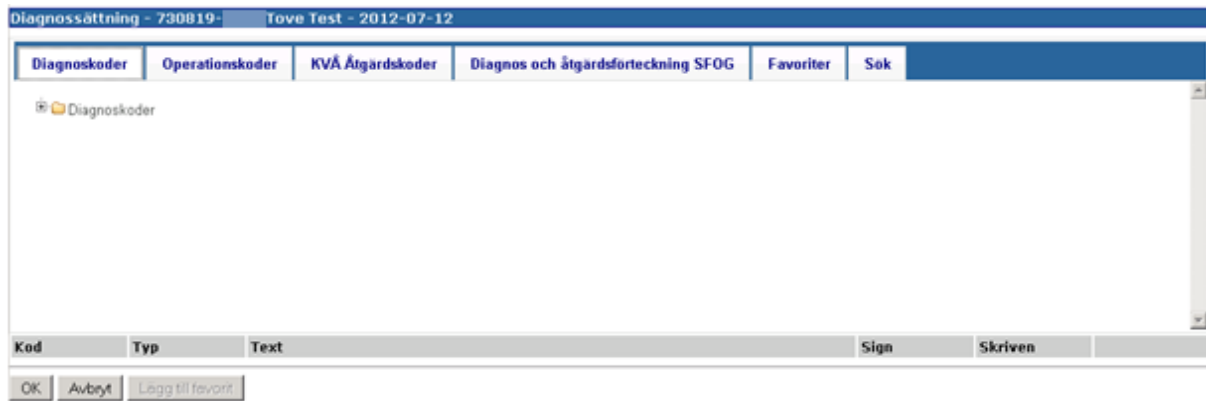 Diagnossättning - 730819- Tove Test - 2012-07-12
Diagnoskoder Operationskoder KVÅ Åtgärdskoder Diagnos och åtgärdsförteckning SFOG Favoriter Sök
Diagnoskoder
Kod Typ Text Sign Skriven
OK Avbryt Lägg till favorit